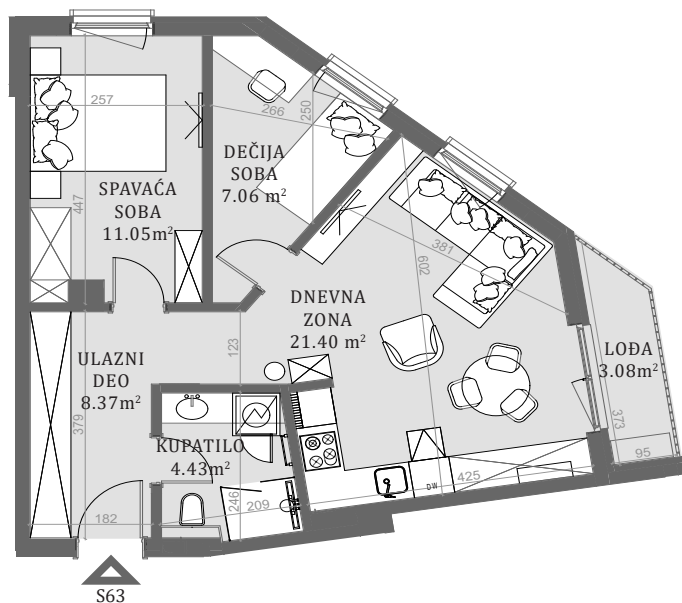 257
266
250
DEČIJA
SOBA
7.06 m²
SPAVAĆA
SOBA
11.05m²
447
381
602
DNEVNA
ZONA
21.40 m²
123
LOĐA
3.08m²
ULAZNI
DEO
8.37m²
379
373
KUPATILO
4.43m²
95
425
DW
246
209
182
S63